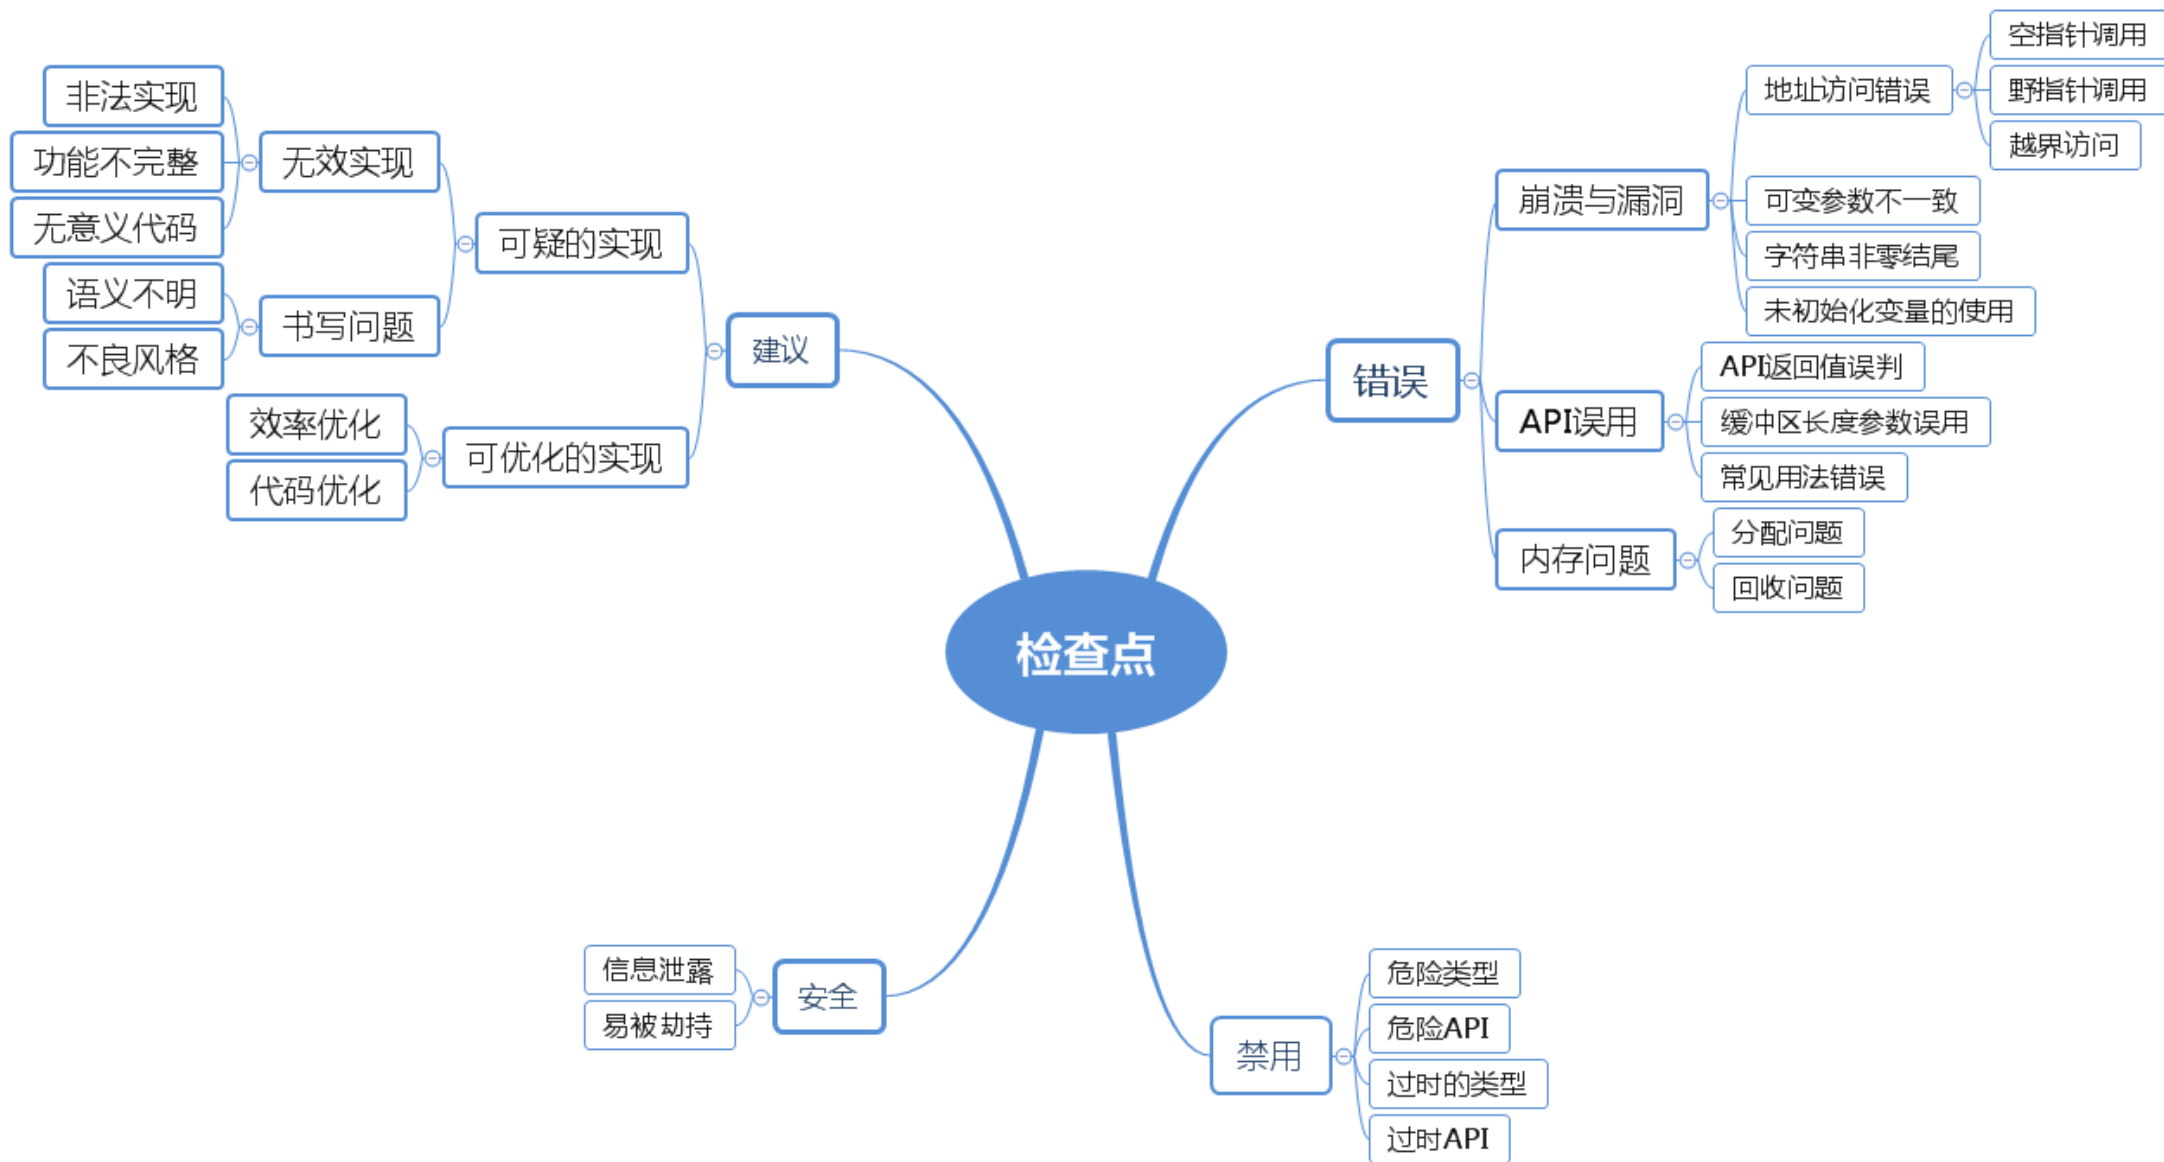 检查点
错误
崩溃与漏洞
地址访问错误
空指针调用
野指针调用
越界访问
可变参数不一致
字符串非零结尾
未初始化变量的使用
API误用
API返回值误判
缓冲区长度参数误用
常见用法错误
内存问题
分配问题
回收问题
禁用
危险类型
危险API
过时的类型
过时API
建议
可疑的实现
无效实现
非法实现
功能不完整
无意义代码
书写问题
语义不明
不良风格
可优化的实现
效率优化
代码优化
安全
信息泄露
易被劫持